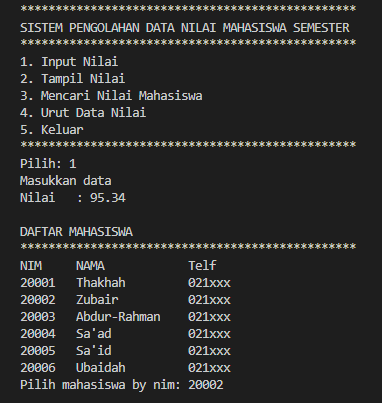 ************************************************
SISTEM PENGOLAHAN DATA NILAI MAHASISWA SEMESTER
************************************************
1. Input Nilai
2. Tampil Nilai
3. Mencari Nilai Mahasiswa
4. Urut Data Nilai
5. Keluar
************************************************
Pilih: 1
Masukkan data
Nilai   : 95.34

DAFTAR MAHASISWA
************************************************
NIM     NAMA            Telf
20001   Thakhah         021xxx
20002   Zubair          021xxx
20003   Abdur-Rahman    021xxx
20004   Sa'ad           021xxx
20005   Sa'id           021xxx
20006   Ubaidah         021xxx
Pilih mahasiswa by nim: 20002